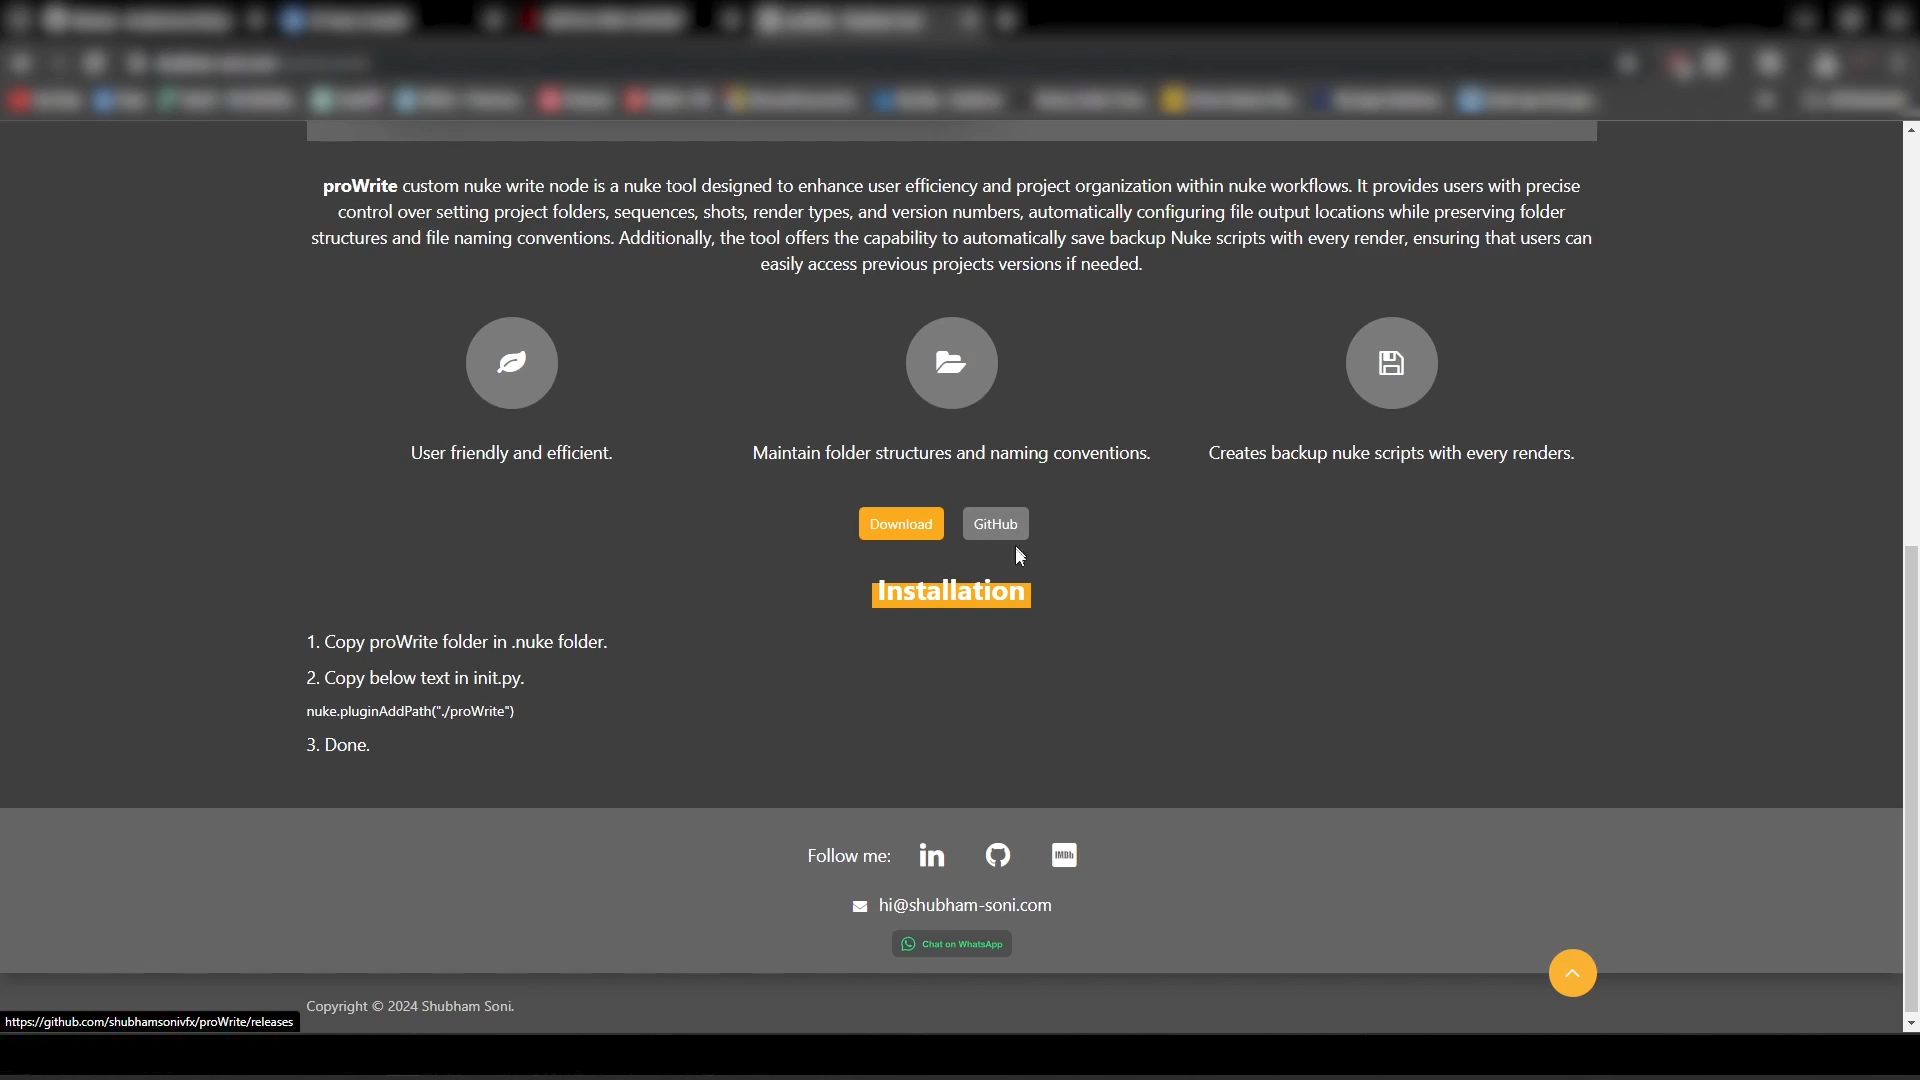 proWrite custom nuke write node is a nuke tool designed to enhance user efficiency and project organization within nuke workflows. It provides users with precise
control over setting project folders, sequences, shots, render types, and version numbers, automatically configuring file output locations while preserving folder
structures and file naming conventions. Additionally, the tool offers the capability to automatically save backup Nuke scripts with every render, ensuring that users can
easily access previous projects versions if needed.
User friendly and efficient.
Maintain folder structures and naming conventions.
Creates backup nuke scripts with every renders.
Download
GitHub
Installation
1. Copy proWrite folder in .nuke folder.
2. Copy below text in init.py.
nuke.pluginAddPath("./proWrite")
3. Done.
Follow me:
in
IMDb
hi@shubham-soni.com
Chat on WhatsApp
Copyright © 2024 Shubham Soni.
https://github.com/shubhamsonivfx/proWrite/releases